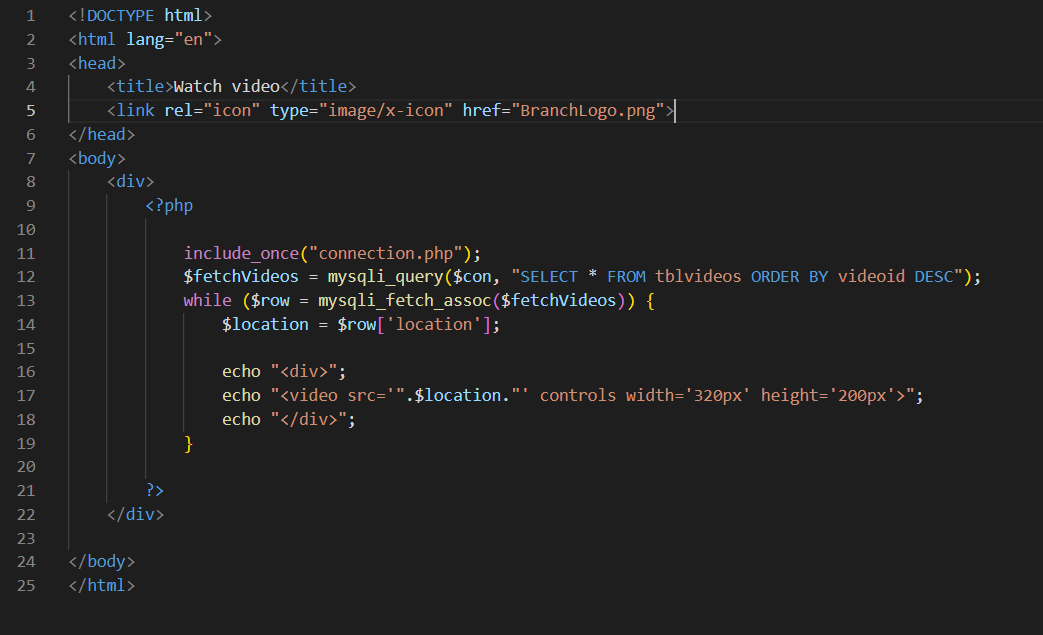 1 <!DOCTYPE html>
2 <html lang="en">
3 <head>
4     <title>Watch video</title>
5     <link rel="icon" type="image/x-icon" href="BranchLogo.png">
6 </head>
7 <body>
8     <div>
9         <?php
10
11             include_once("connection.php");
12             $fetchVideos = mysqli_query($con, "SELECT * FROM tblvideos ORDER BY videoid DESC");
13             while ($row = mysqli_fetch_assoc($fetchVideos)) {
14                 $location = $row['location'];
15
16                 echo "<div>";
17                 echo "<video src='".$location."' controls width='320px' height='200px'>";
18                 echo "</div>";
19             }
20
21         ?>
22     </div>
23
24 </body>
25 </html>